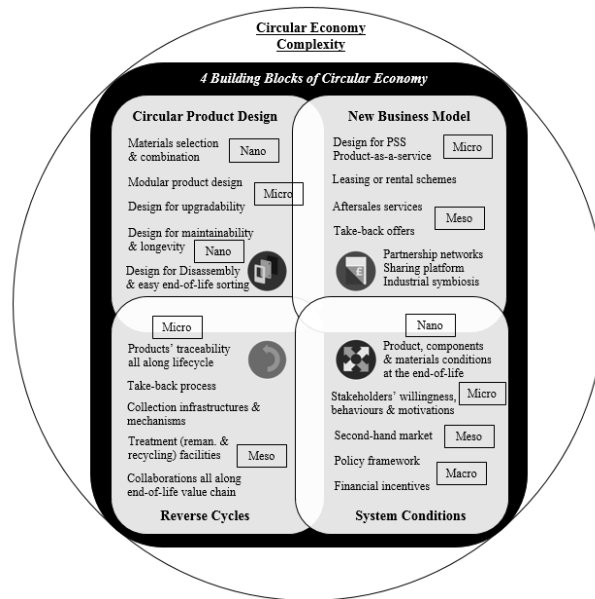 Circular Economy
Complexity
4 Building Blocks of Circular Economy
Circular Product Design
Materials selection
& combination
Nano
Modular product design
Micro
Design for upgradability
Design for maintainability
& longevity
Nano
Design for Disassembly
& easy end-of-life sorting
New Business Model
Design for PSS
Product-as-a-service
Micro
Leasing or rental schemes
Aftersales services
Meso
Take-back offers
Partnership networks
Sharing platform
Industrial symbiosis
£
Micro
Products' traceability
all along lifecycle
Take-back process
Collection infrastructures &
mechanisms
Treatment (reman. &
recycling) facilities
Meso
Collaborations all along
end-of-life value chain
Reverse Cycles
Nano
Product, components
& materials conditions
at the end-of-life
Stakeholders' willingness,
behaviours & motivations
Micro
Second-hand market
Meso
Policy framework
Macro
Financial incentives
System Conditions